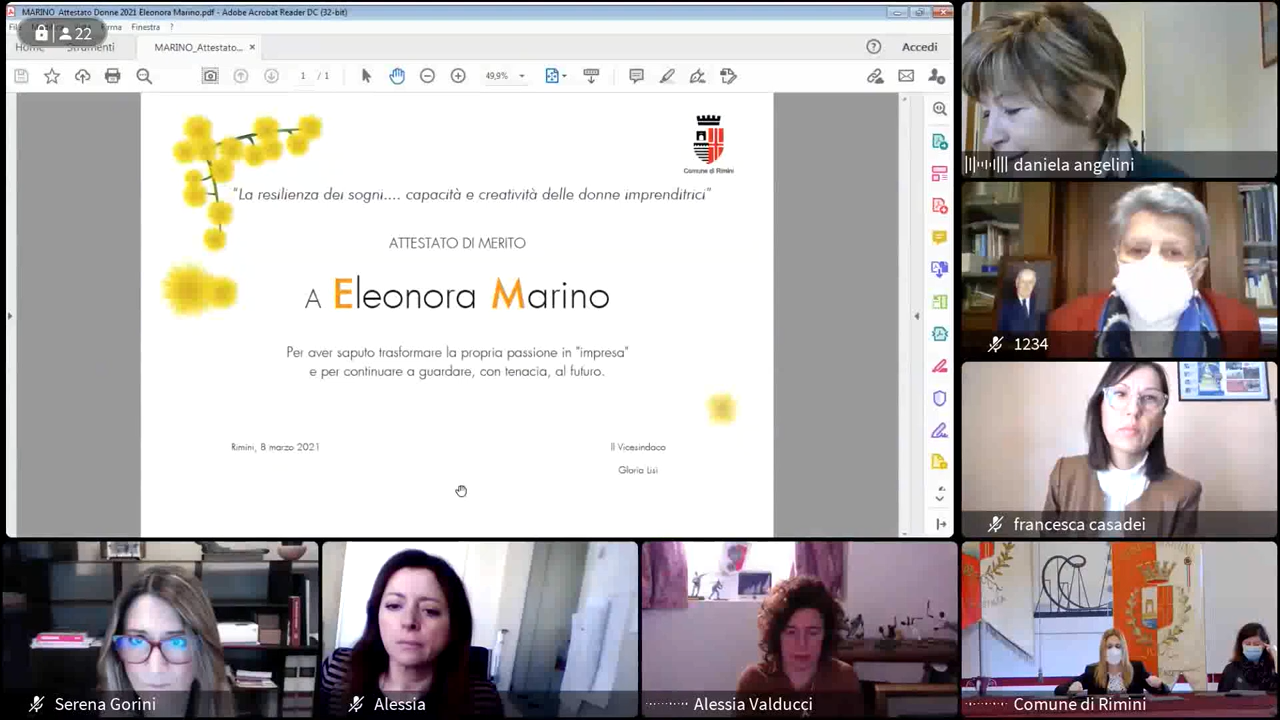 MARINO Attestato Donne 2021 Eleonora Marino.pdf - Adobe Acrobat Reader DC (32-bit)
Firma Finestra ?
22
Home Strumenti MARINO_Attestato... × Accedi
1 / 1 49,9%
Comune di Rimini
"La resilienza dei sogni.... capacità e creatività delle donne imprenditrici"
ATTESTATO DI MERITO
A Eleonora Marino
Per aver saputo trasformare la propria passione in "impresa"
e per continuare a guardare, con tenacia, al futuro.
Rimini, 8 marzo 2021
Il Vicesindaco
Gloria Lisi
daniela angelini
1234
francesca casadei
Serena Gorini
Alessia
Alessia Valducci
Comune di Rimini